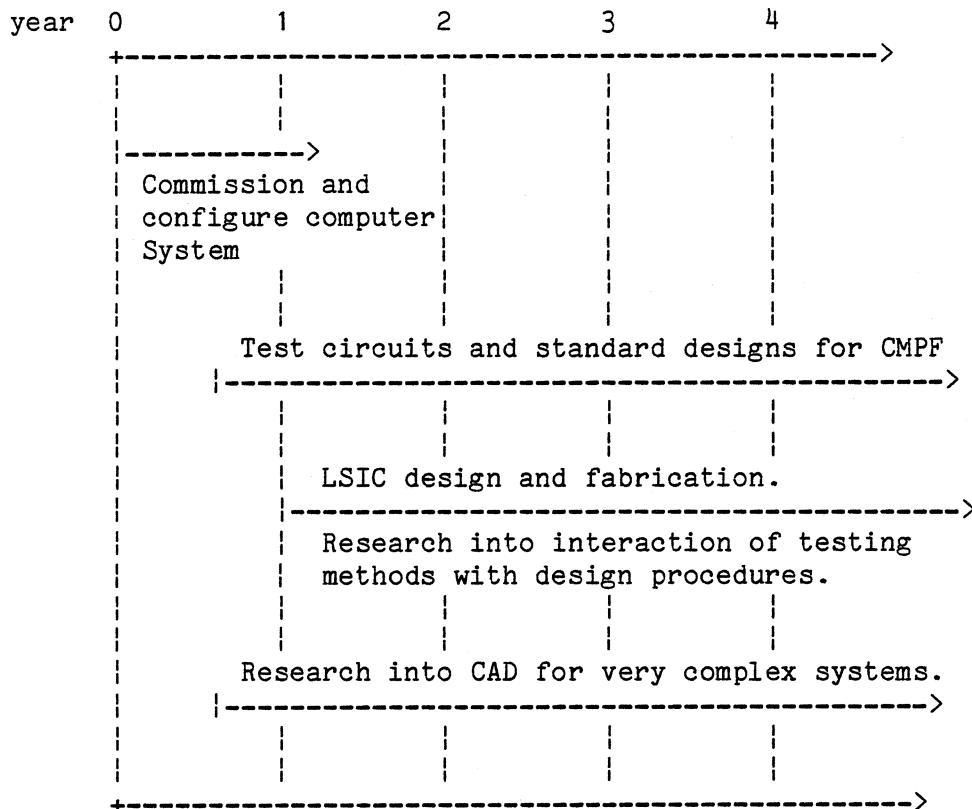 year 0 1 2 3 4
Commission and
configure computer
System
Test circuits and standard designs for CMPF
LSIC design and fabrication.
Research into interaction of testing
methods with design procedures.
Research into CAD for very complex systems.